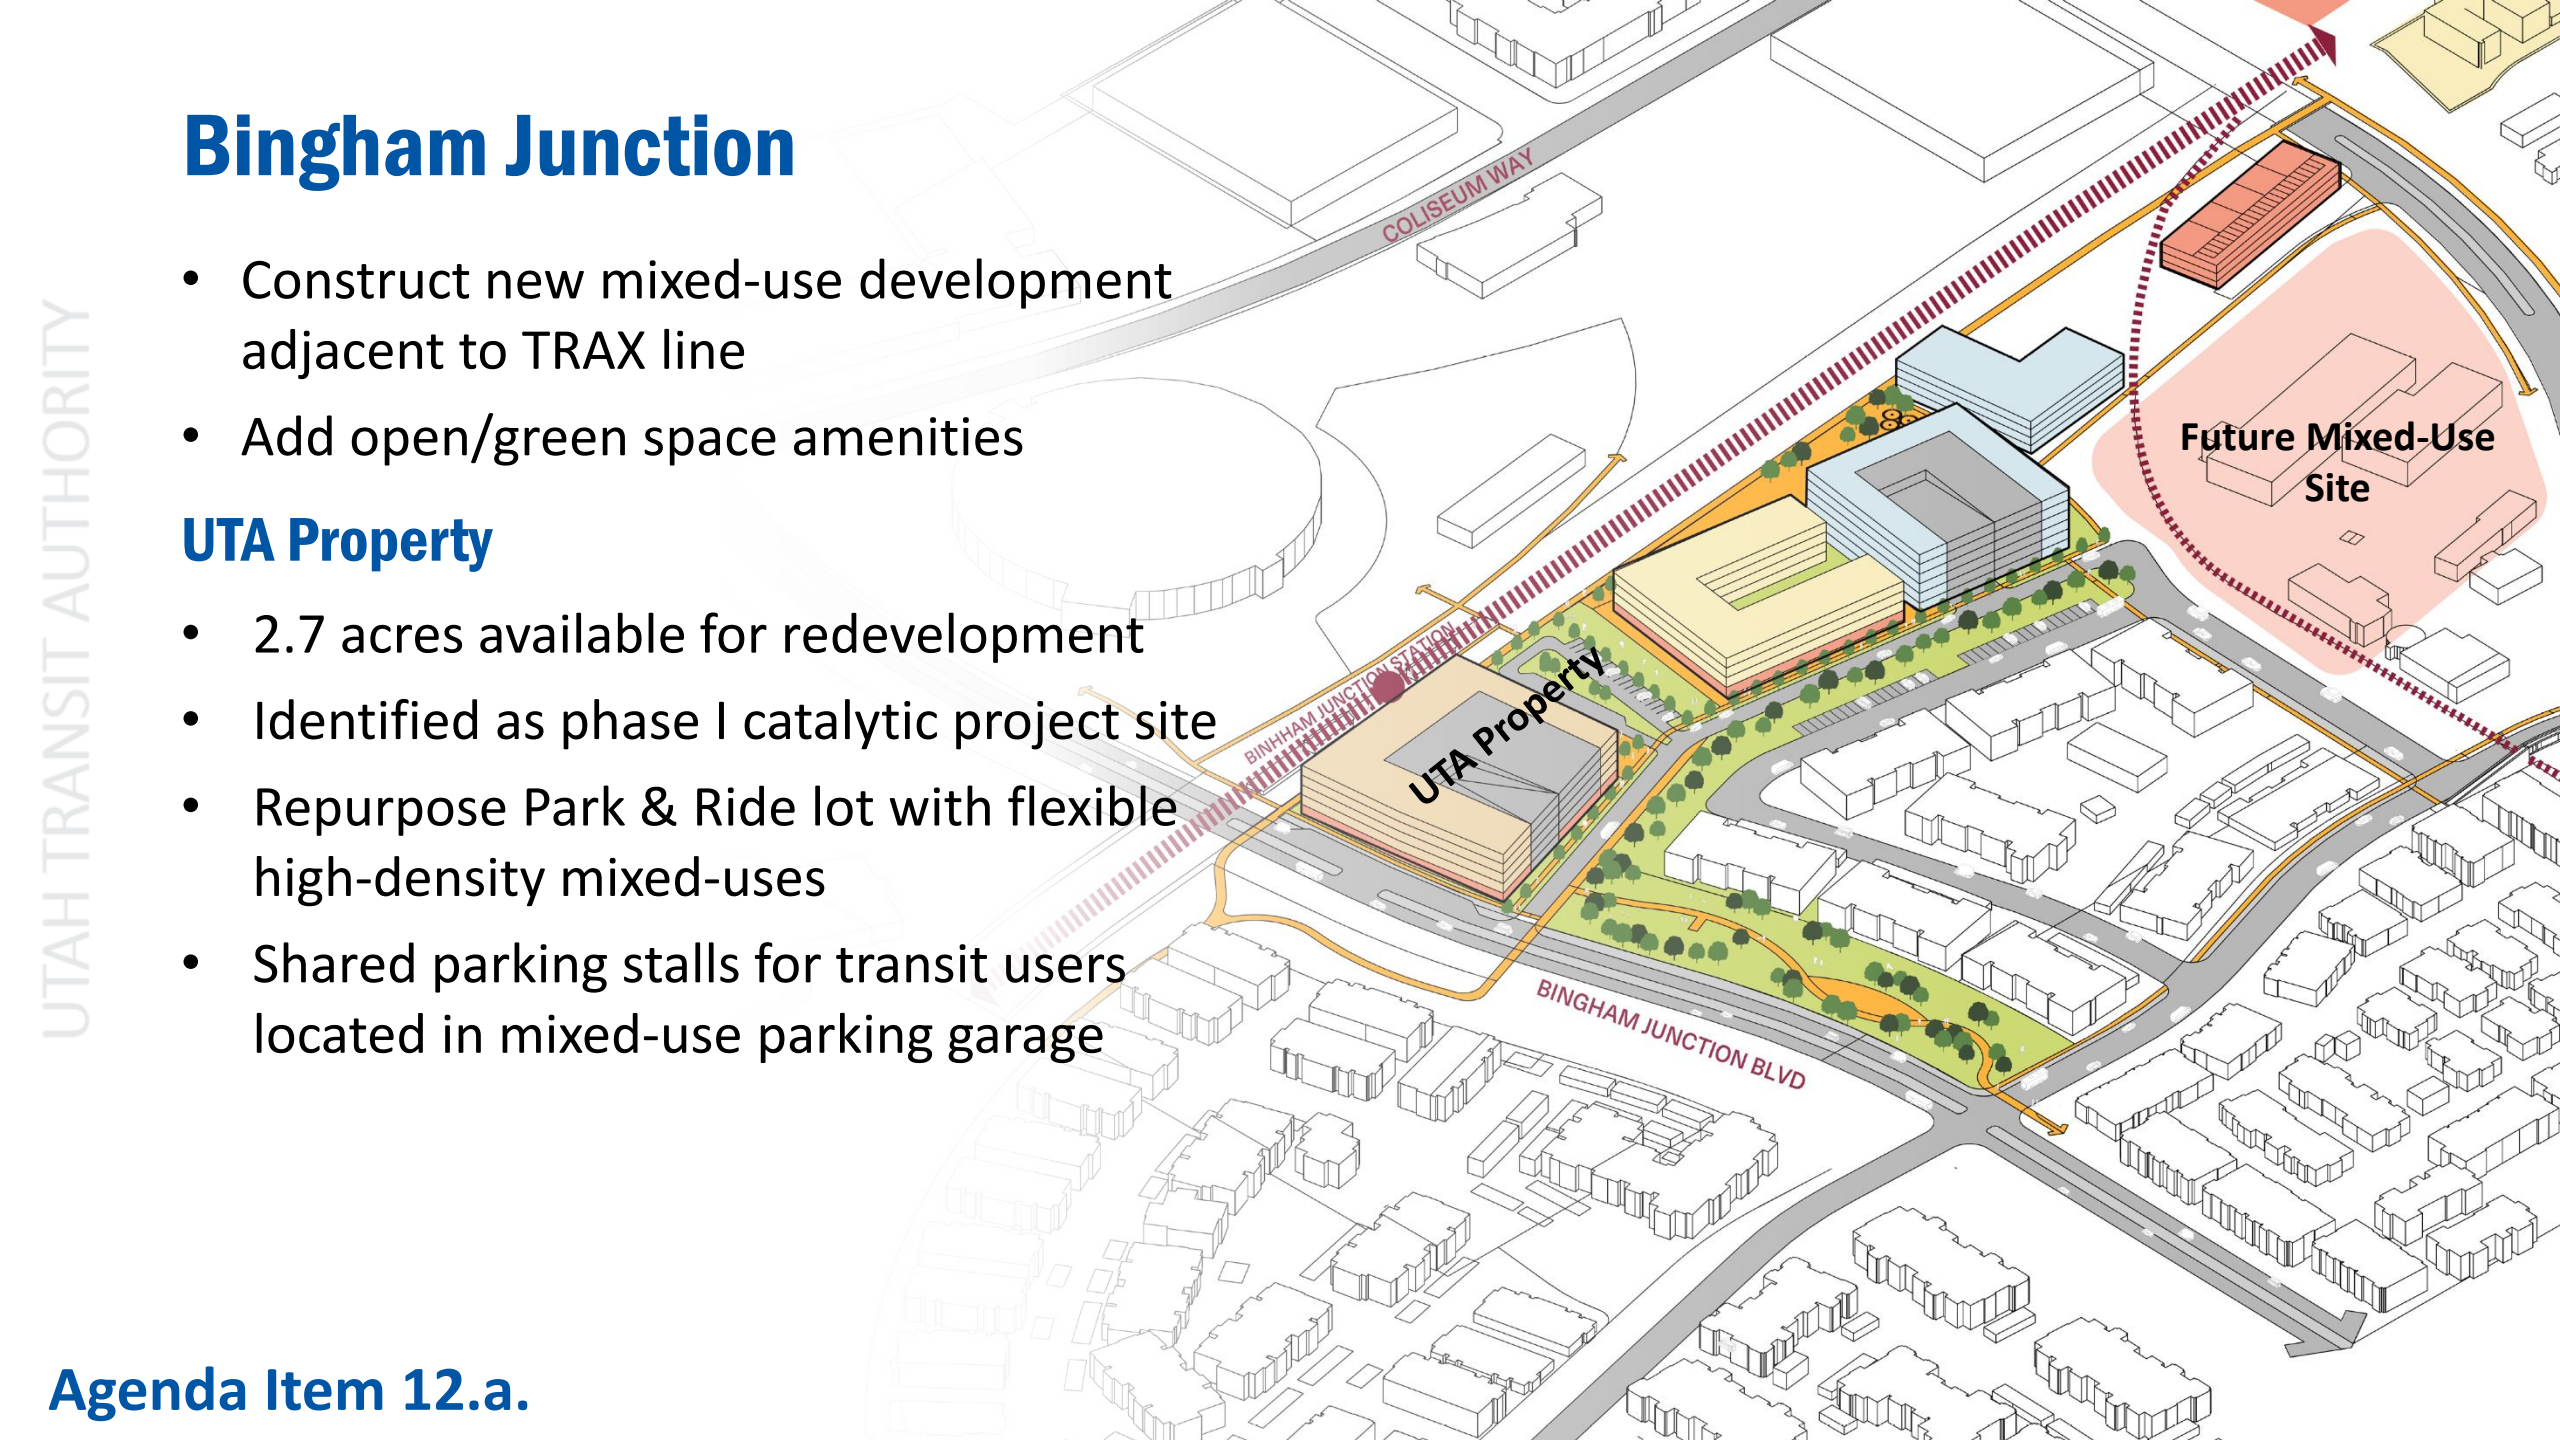 UTAH TRANSIT AUTHORITY
Bingham Junction
• Construct new mixed-use development
adjacent to TRAX line
• Add open/green space amenities
UTA Property
• 2.7 acres available for redevelopment
• Identified as phase I catalytic project site
• Repurpose Park & Ride lot with flexible
high-density mixed-uses
• Shared parking stalls for transit users
located in mixed-use parking garage
Agenda Item 12.a.
COLISEUM WAY
Future Mixed-Use
Site
BINHHAM JUNCTION STATION
UTA Property
BINGHAM JUNCTION BLVD